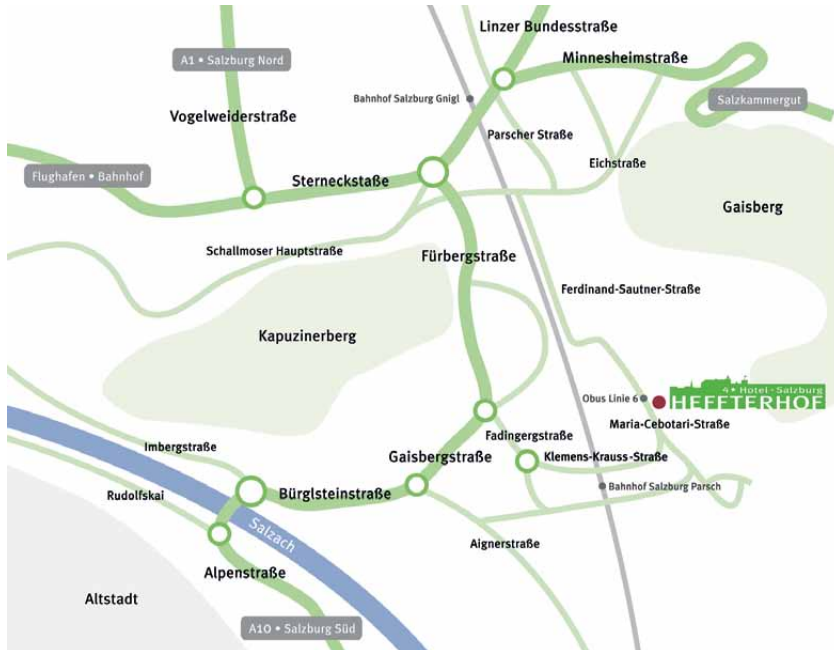 Linzer Bundesstraße
Minnesheimstraße
A1 • Salzburg Nord
Bahnhof Salzburg Gnigl
Salzkammergut
Vogelweiderstraße
Parscher Straße
Eichstraße
Flughafen • Bahnhof
Sterneckstaße
Gaisberg
Schallmoser Hauptstraße
Fürbergstraße
Ferdinand-Sautner-Straße
Kapuzinerberg
4* Hotel - Salzburg
Obus Linie 6
HEFFTERHOF
Maria-Cebotari-Straße
Fadingergstraße
Imbergstraße
Gaisbergstraße
Klemens-Krauss-Straße
Bahnhof Salzburg Parsch
Rudolfskai
Bürglsteinstraße
Salzach
Aignerstraße
Alpenstraße
Altstadt
A10 • Salzburg Süd